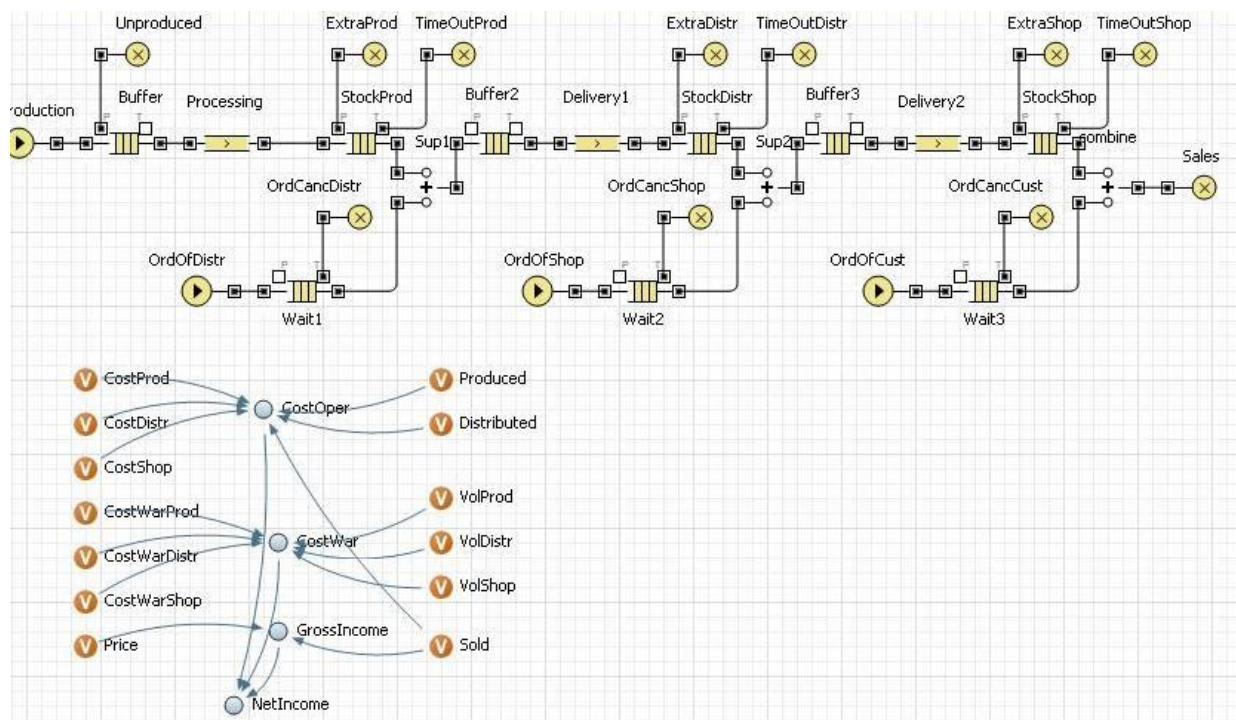 Unproduced
ExtraProd
TimeOutProd
ExtraDistr
TimeOutDistr
ExtraShop
TimeOutShop
roduction
Buffer
Processing
StockProd
Buffer2
Delivery1
StockDistr
Buffer3
Delivery2
StockShop
P T
P T
P T
P T
P T
P T
Sup1
Sup2
combine
Sales
OrdCancDistr
OrdCancShop
OrdCancCust
OrdOfDistr
OrdOfShop
OrdOfCust
P T
P T
P T
Wait1
Wait2
Wait3
V CostProd
V Produced
CostOper
V CostDistr
V Distributed
V CostShop
V CostWarProd
V VolProd
CostWar
V CostWarDistr
V VolDistr
V CostWarShop
V VolShop
GrossIncome
V Price
V Sold
NetIncome